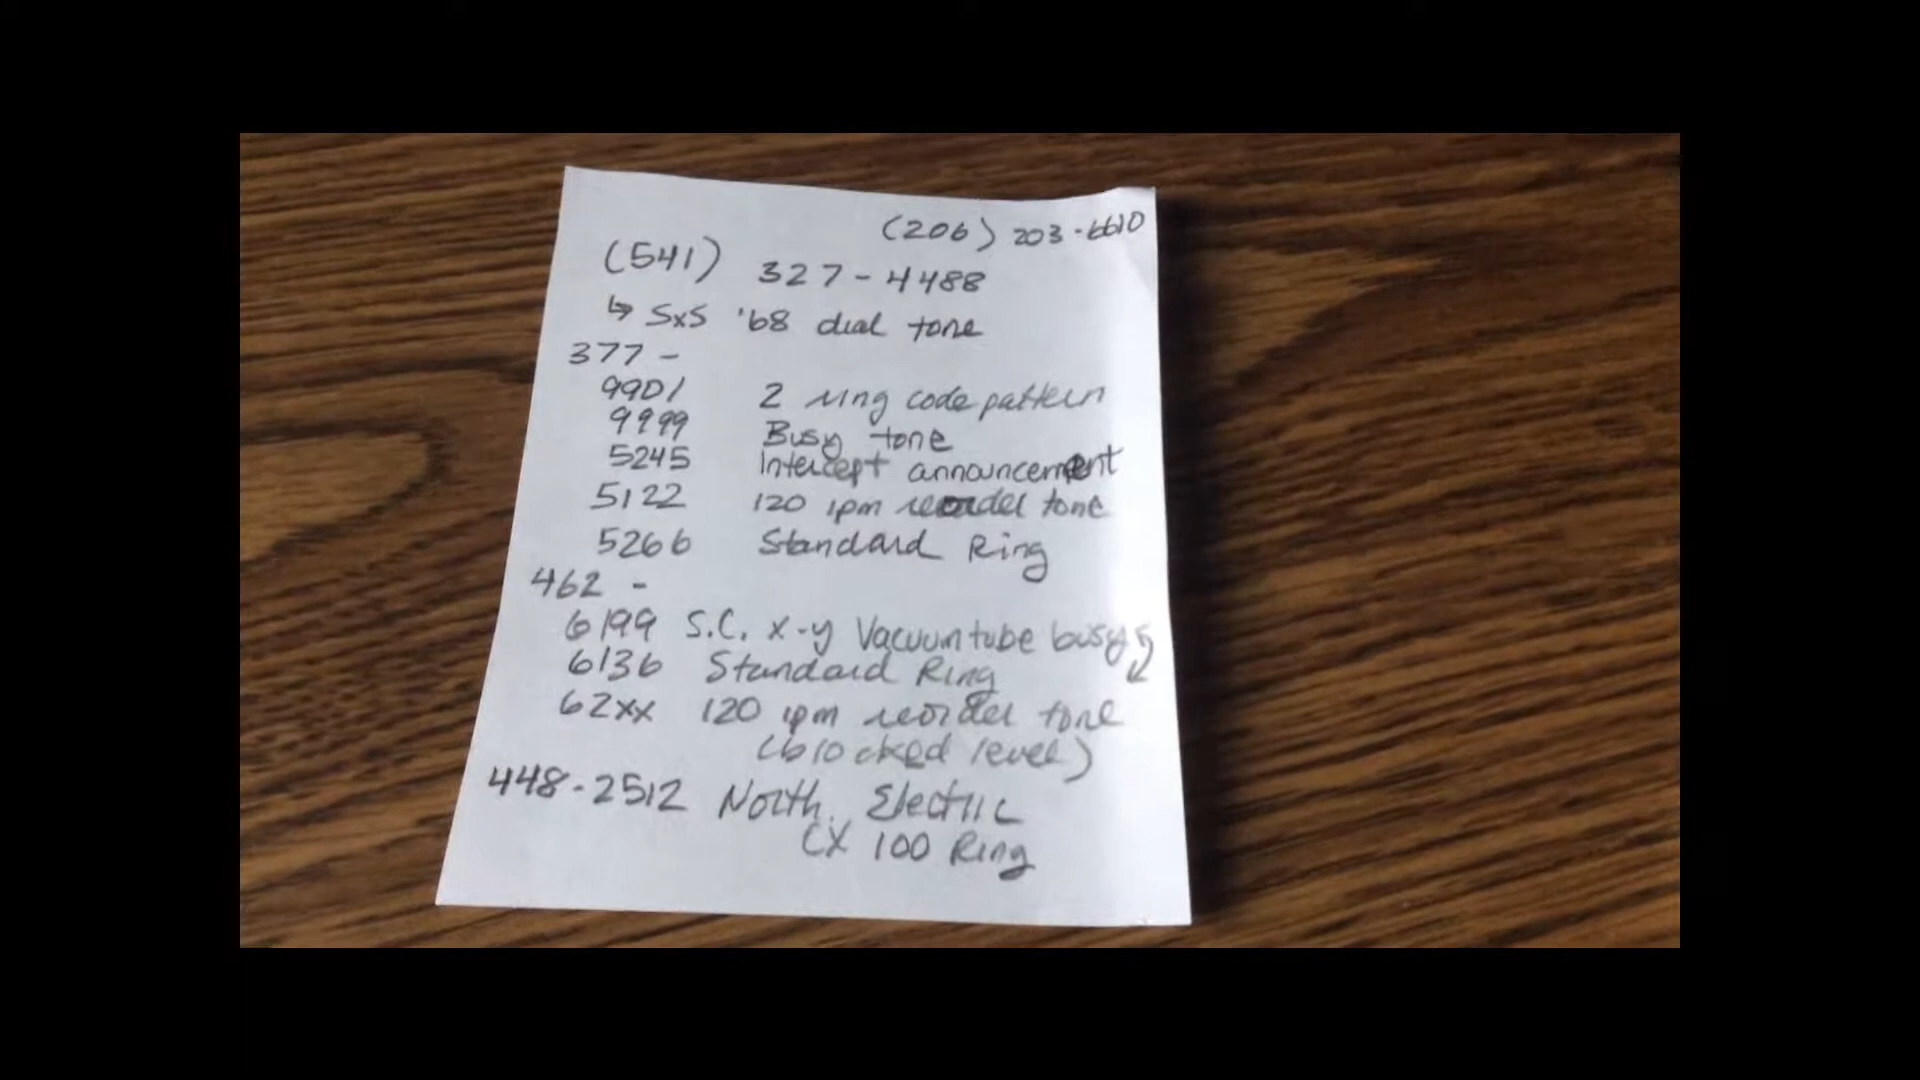 (206) 203-6610
(541) 327-4488
↳ SxS '68 dial tone
377-
9901 2 ring code pattern
9999 Busy tone
5245 Intercept announcement
5122 120 ipm reorder tone
5266 Standard Ring
462 -
6199 S.C. x-y Vacuum tube busy
6136 Standard Ring
62xx 120 ipm reorder tone
(blocked level)
448-2512 North. Electric
CX 100 Ring